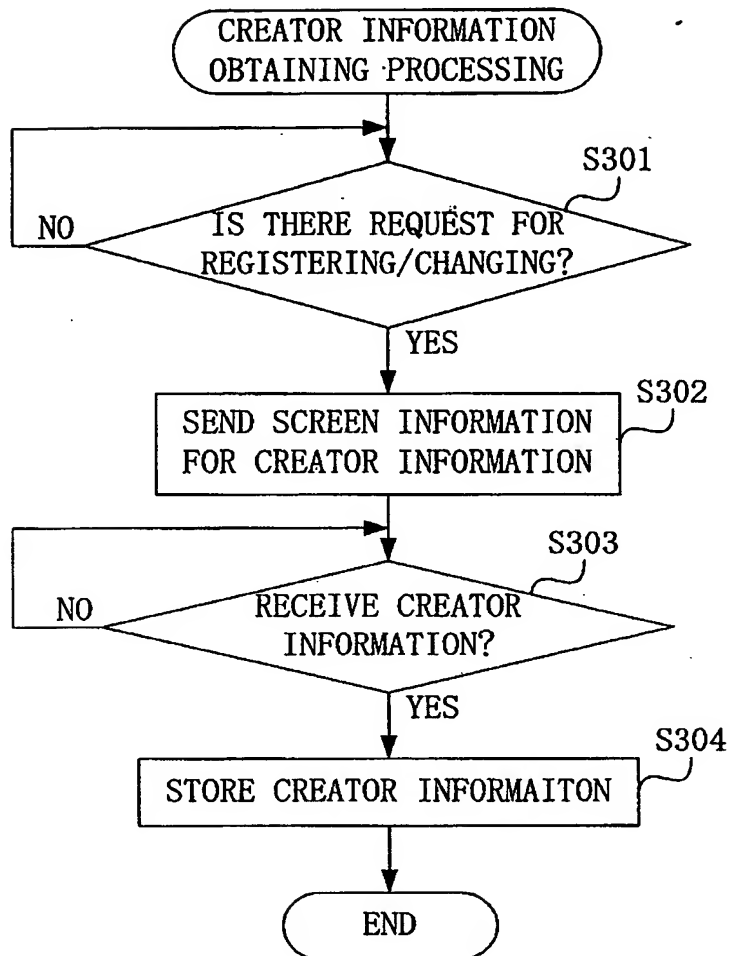 CREATOR INFORMATION
OBTAINING PROCESSING
S301
NO
IS THERE REQUEST FOR
REGISTERING/CHANGING?
YES
S302
SEND SCREEN INFORMATION
FOR CREATOR INFORMATION
S303
NO
RECEIVE CREATOR
INFORMATION?
YES
S304
STORE CREATOR INFORMAITON
END